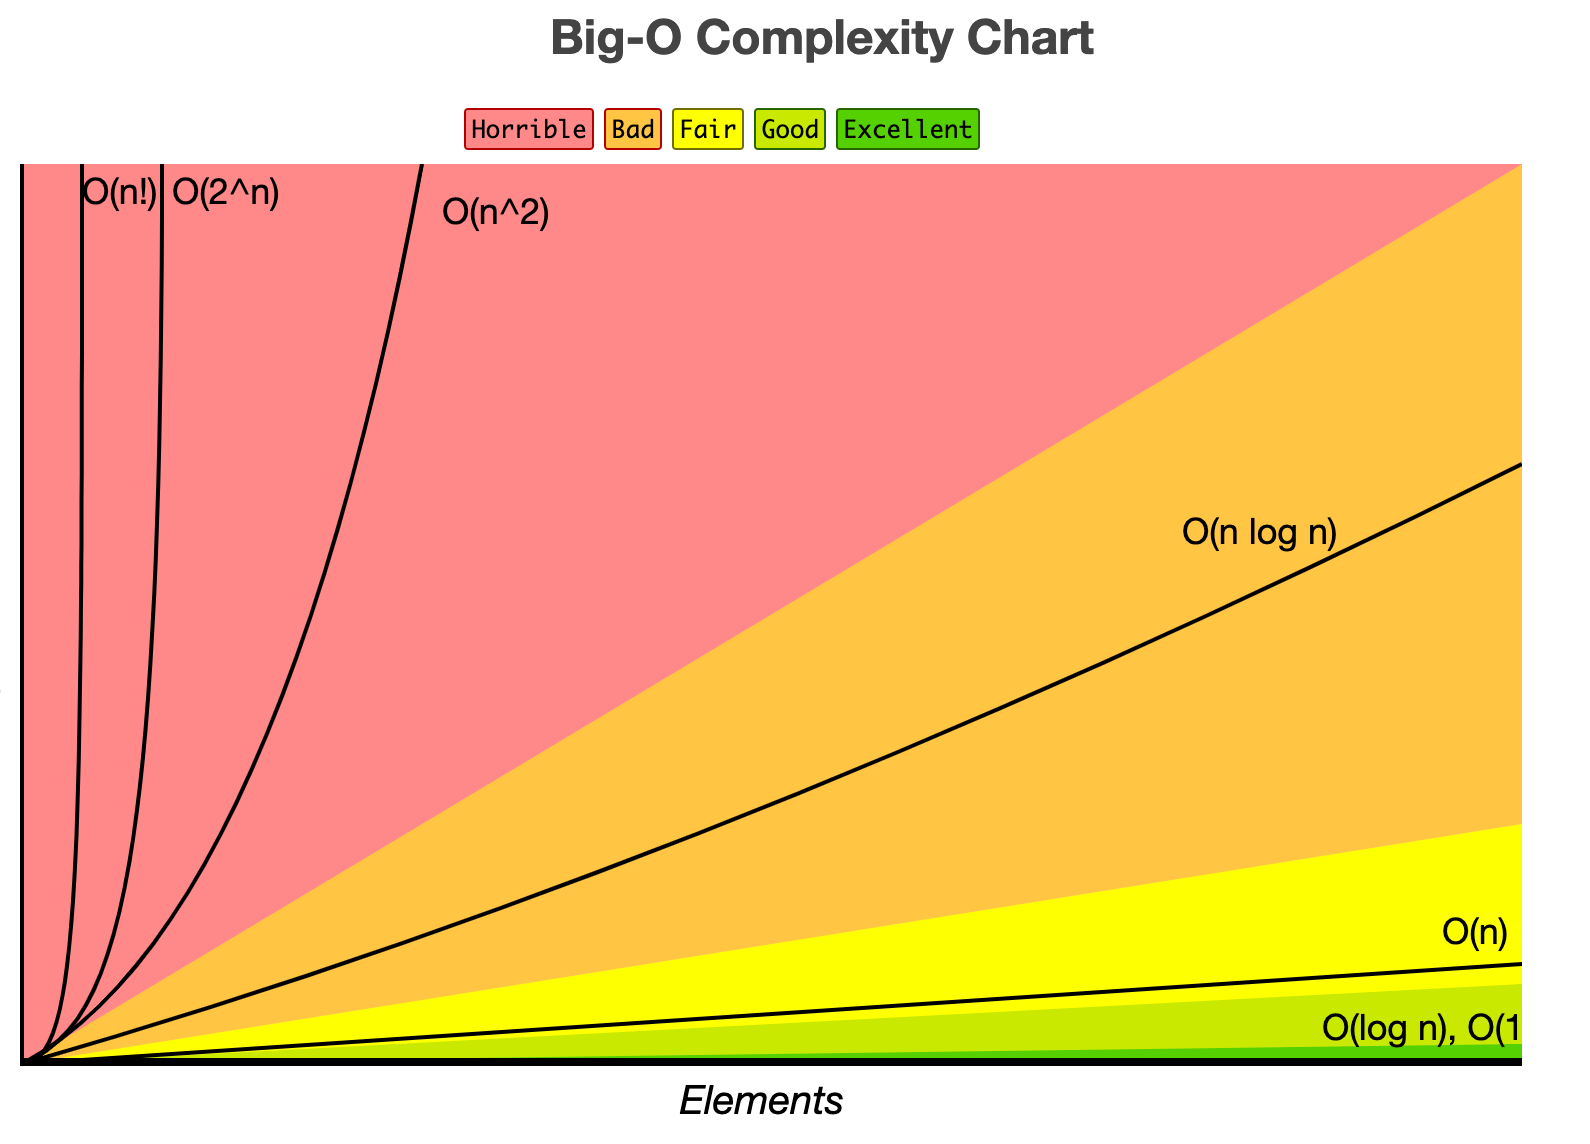 Big-O Complexity Chart
Horrible Bad Fair Good Excellent
O(n!) O(2^n)
O(n^2)
O(n log n)
O(n)
O(log n), O(1
Elements